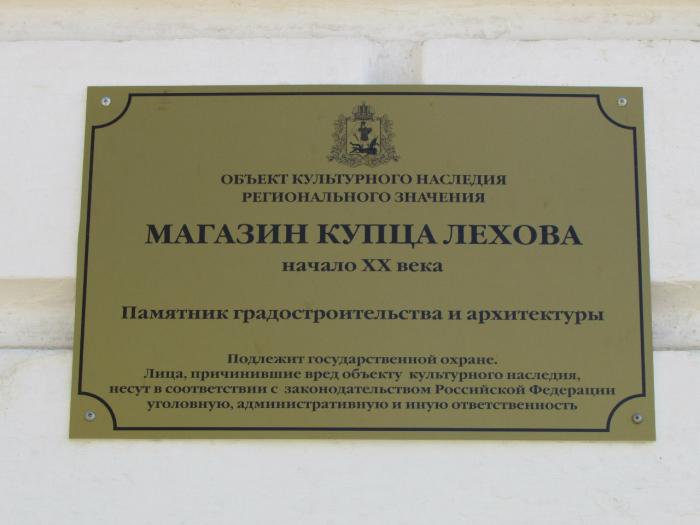 ОБЪЕКТ КУЛЬТУРНОГО НАСЛЕДИЯ
РЕГИОНАЛЬНОГО ЗНАЧЕНИЯ
МАГАЗИН КУПЦА ЛЕХОВА
начало XX века
Памятник градостроительства и архитектуры
Подлежит государственной охране.
Лица, причинившие вред объекту культурного наследия,
несут в соответствии с законодательством Российской Федерации
уголовную, административную и иную ответственность